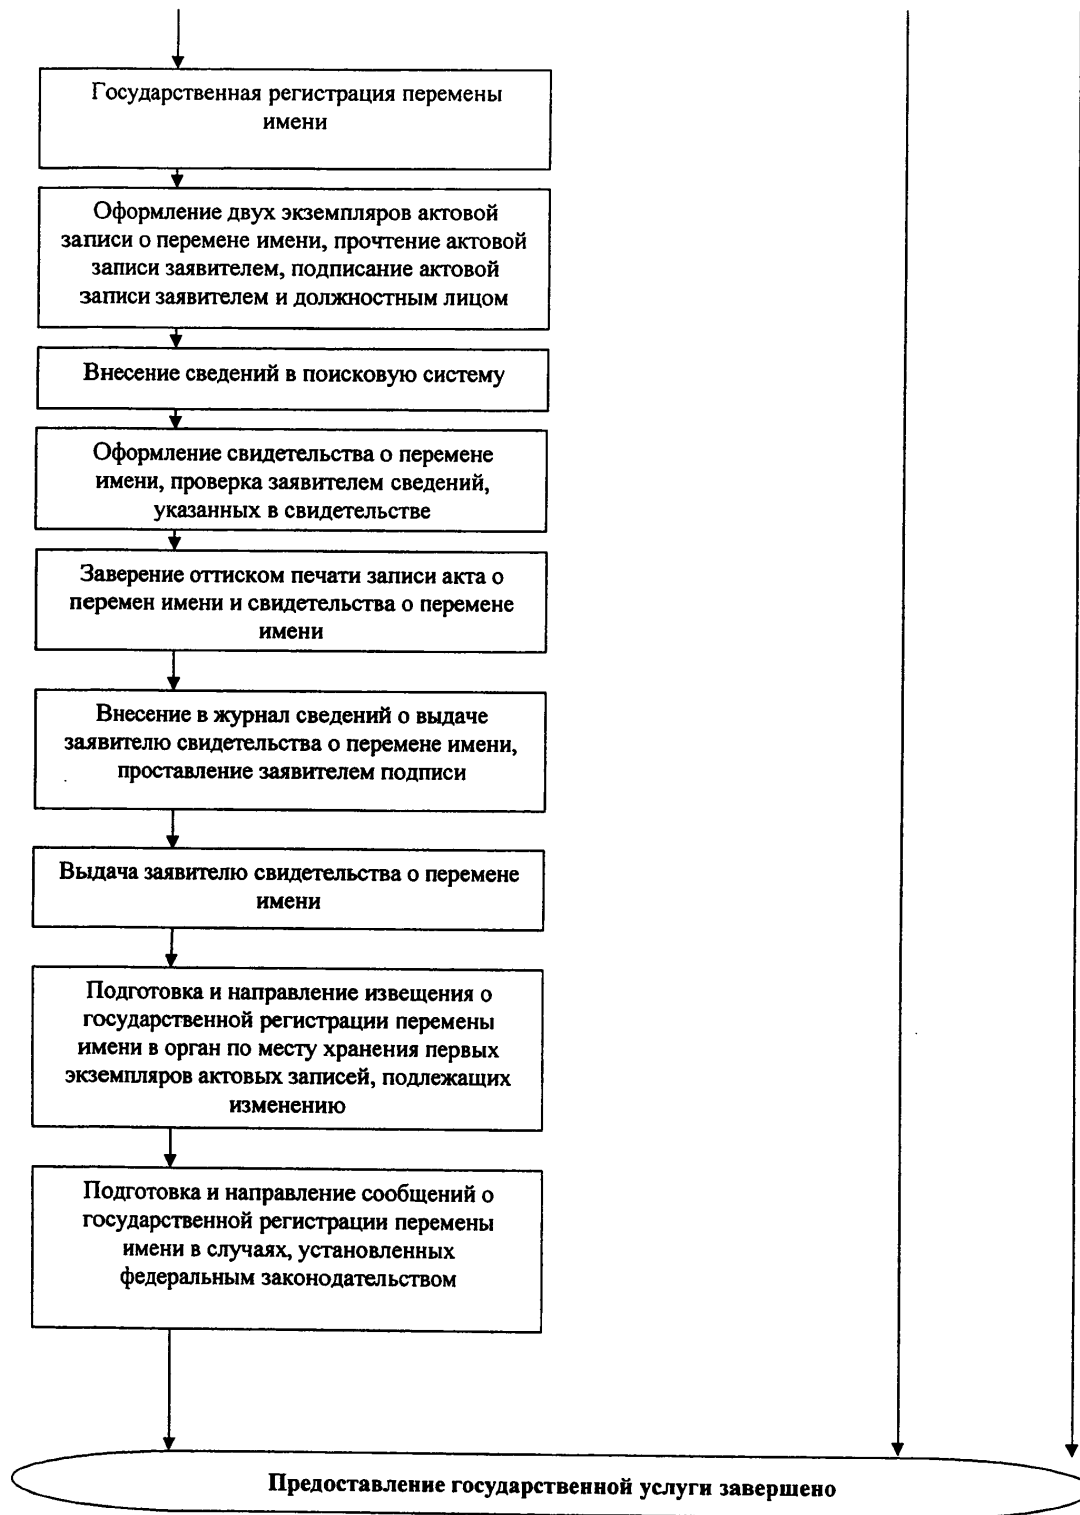 Государственная регистрация перемены
имени
Оформление двух экземпляров актовой
записи о перемене имени, прочтение актовой
записи заявителем, подписание актовой
записи заявителем и должностным лицом
Внесение сведений в поисковую систему
Оформление свидетельства о перемене
имени, проверка заявителем сведений,
указанных в свидетельстве
Заверение оттиском печати записи акта о
перемен имени и свидетельства о перемене
имени
Внесение в журнал сведений о выдаче
заявителю свидетельства о перемене имени,
проставление заявителем подписи
Выдача заявителю свидетельства о перемене
имени
Подготовка и направление извещения о
государственной регистрации перемены
имени в орган по месту хранения первых
экземпляров актовых записей, подлежащих
изменению
Подготовка и направление сообщений о
государственной регистрации перемены
имени в случаях, установленных
федеральным законодательством
Предоставление государственной услуги завершено